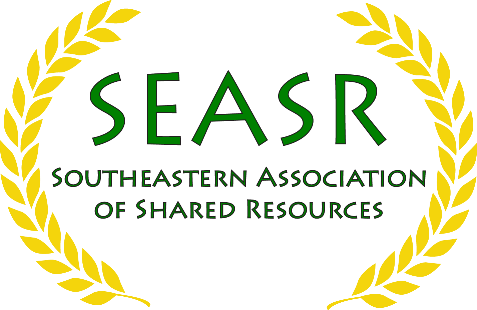 SEASR
Southeastern Association
of Shared Resources